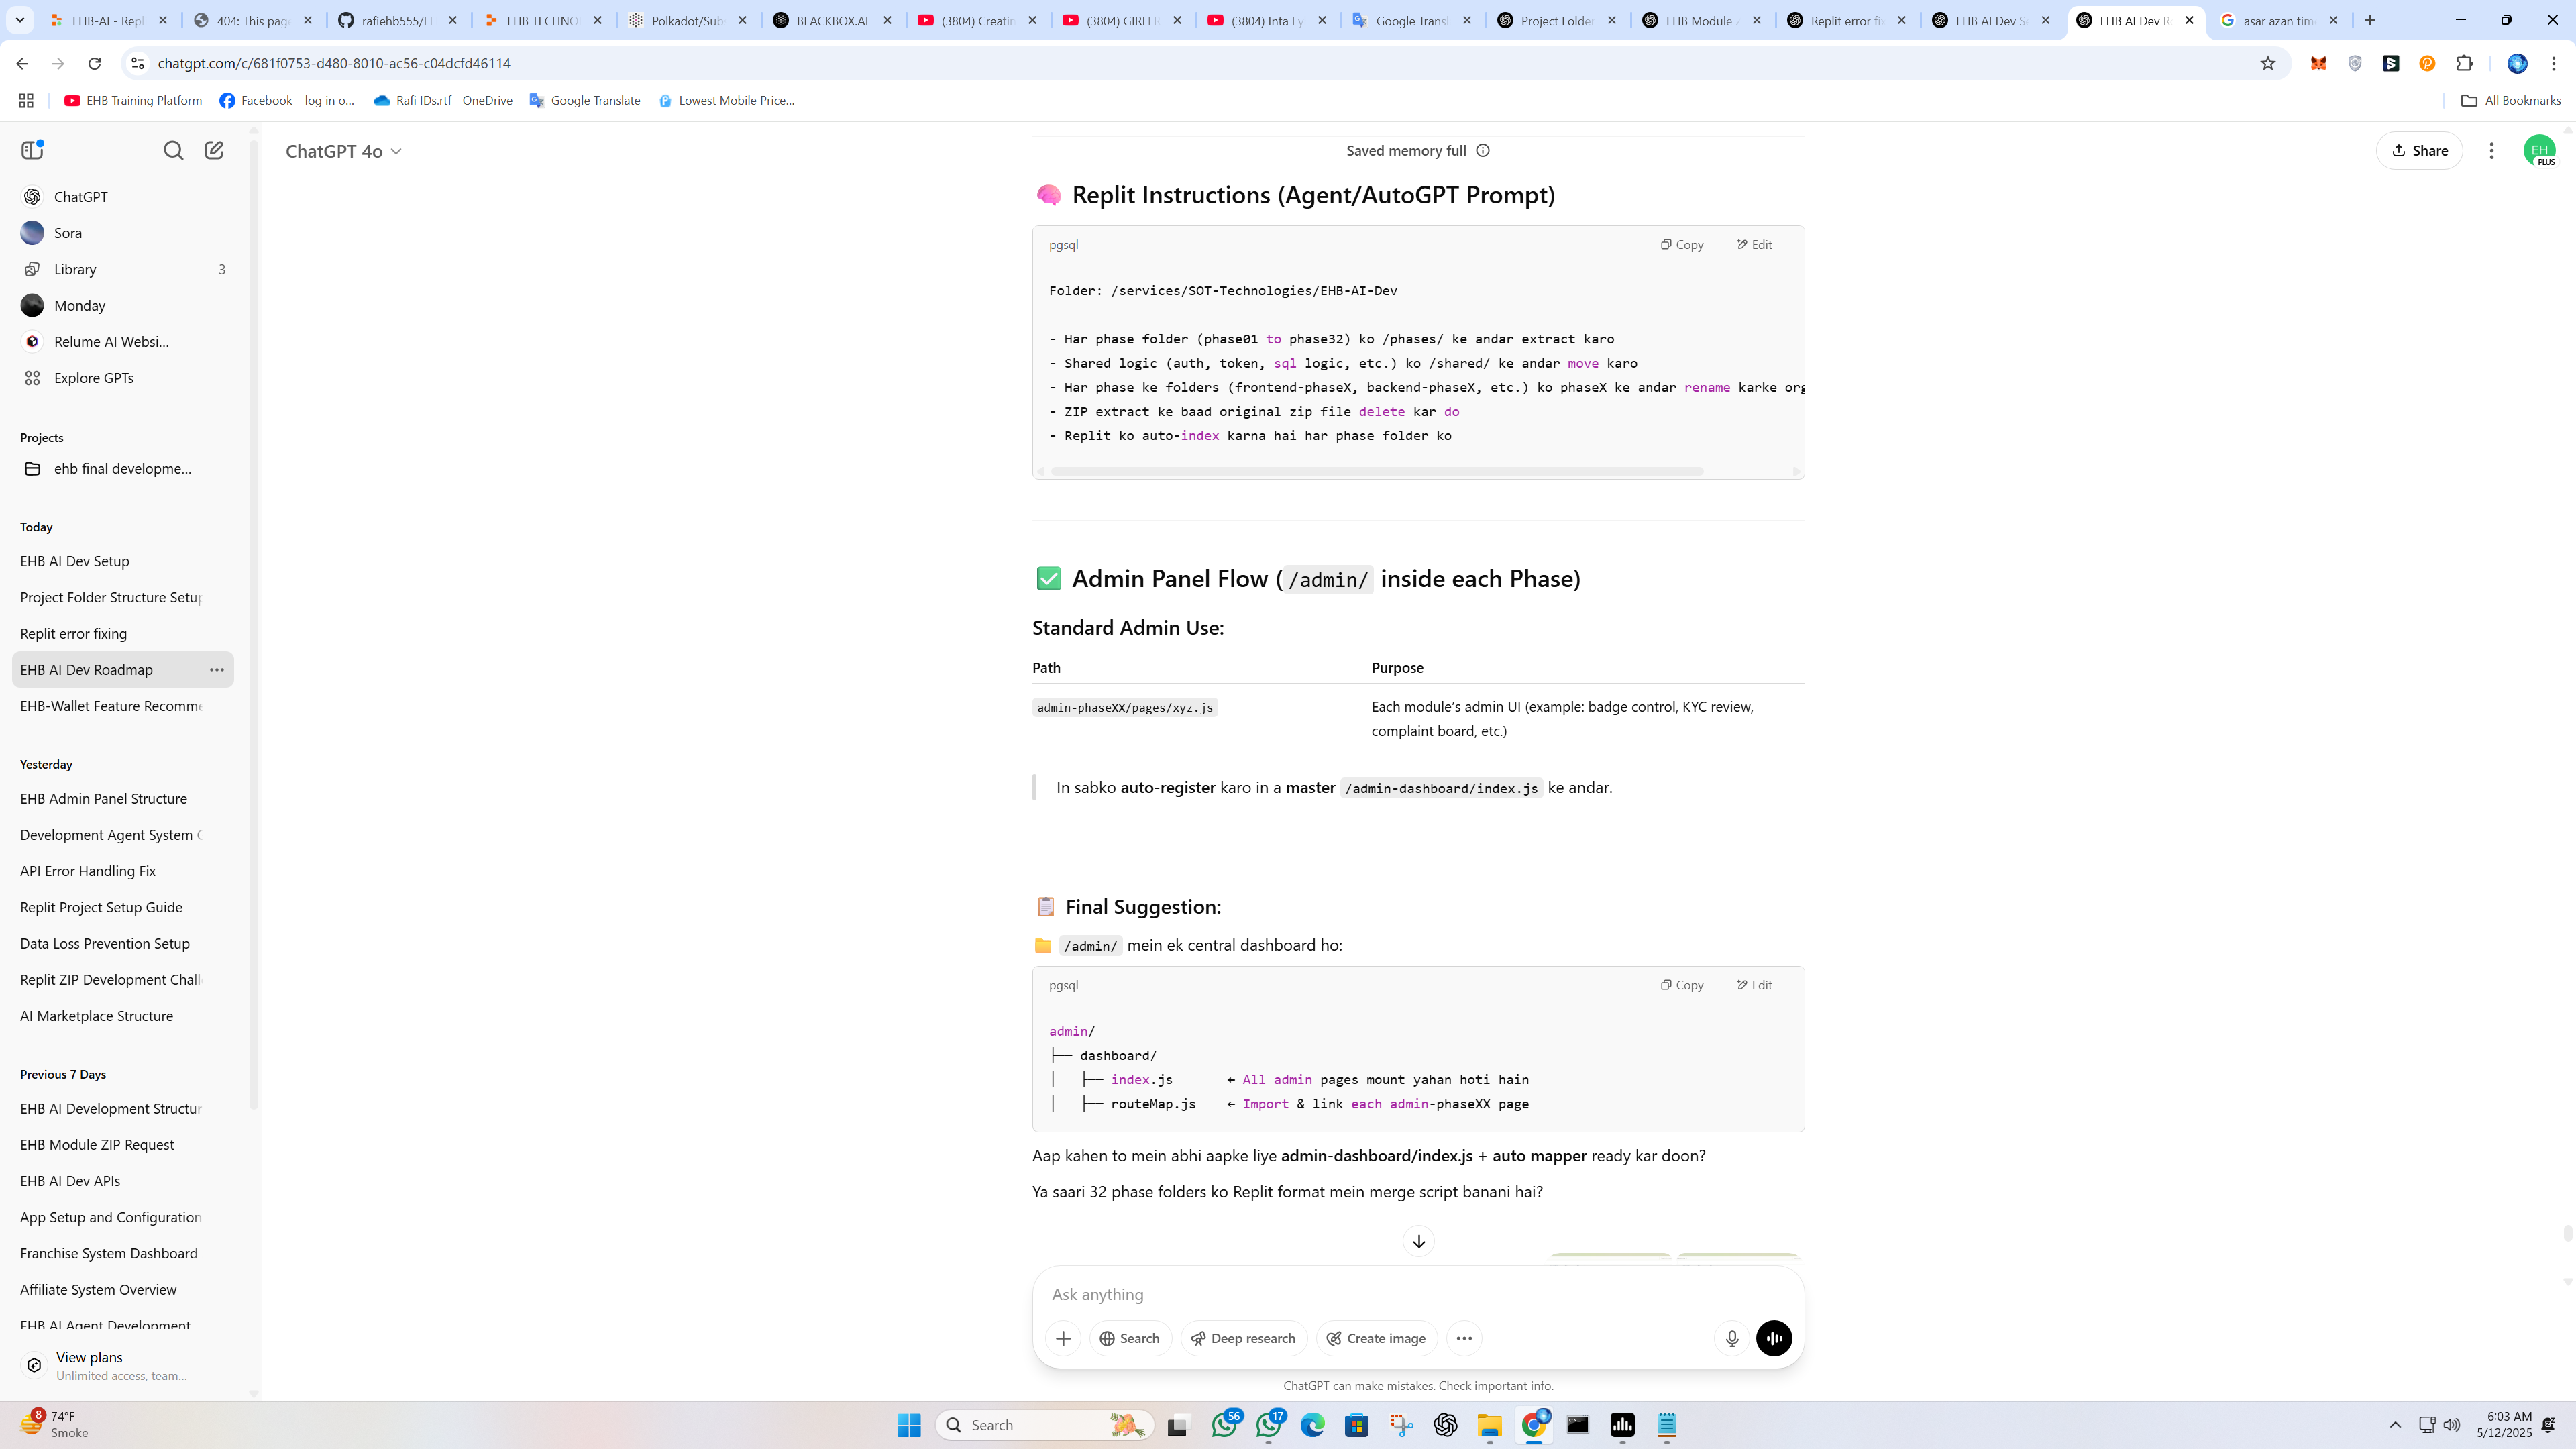 EHB-AI - Repl
404: This pag
rafiehb555/EH
EHB TECHNO
Polkadot/Sub
BLACKBOX.AI
(3804) Creatin
(3804) GIRLFR
(3804) Inta Ey
Google Transl
Project Folder
EHB Module Z
Replit error fi
EHB AI Dev Se
EHB AI Dev R
asar azan tim
chatgpt.com/c/681f0753-d480-8010-ac56-c04dcfd46114
EHB Training Platform
Facebook – log in o...
Rafi IDs.rtf - OneDrive
Google Translate
Lowest Mobile Price...
All Bookmarks
ChatGPT
Sora
Library 3
Monday
Relume AI Websi...
Explore GPTs
Projects
ehb final developme...
Today
EHB AI Dev Setup
Project Folder Structure Setup
Replit error fixing
EHB AI Dev Roadmap
EHB-Wallet Feature Recomme
Yesterday
EHB Admin Panel Structure
Development Agent System
API Error Handling Fix
Replit Project Setup Guide
Data Loss Prevention Setup
Replit ZIP Development Challe
AI Marketplace Structure
Previous 7 Days
EHB AI Development Structur
EHB Module ZIP Request
EHB AI Dev APIs
App Setup and Configuration
Franchise System Dashboard
Affiliate System Overview
EHB AI Agent Development
View plans
Unlimited access, team...
ChatGPT 4o
Saved memory full
Share
EH
PLUS
🧠 Replit Instructions (Agent/AutoGPT Prompt)
pgsql
Copy
Edit
Folder: /services/SOT-Technologies/EHB-AI-Dev
- Har phase folder (phase01 to phase32) ko /phases/ ke andar extract karo
- Shared logic (auth, token, sql logic, etc.) ko /shared/ ke andar move karo
- Har phase ke folders (frontend-phaseX, backend-phaseX, etc.) ko phaseX ke andar rename karke org
- ZIP extract ke baad original zip file delete kar do
- Replit ko auto-index karna hai har phase folder ko
✅ Admin Panel Flow (/admin/ inside each Phase)
Standard Admin Use:
Path Purpose
admin-phaseXX/pages/xyz.js Each module's admin UI (example: badge control, KYC review,
complaint board, etc.)
In sabko auto-register karo in a master /admin-dashboard/index.js ke andar.
📋 Final Suggestion:
📁 /admin/ mein ek central dashboard ho:
pgsql
Copy
Edit
admin/
├── dashboard/
│   ├── index.js       ← All admin pages mount yahan hoti hain
│   ├── routeMap.js    ← Import & link each admin-phaseXX page
Aap kahen to mein abhi aapke liye admin-dashboard/index.js + auto mapper ready kar doon?
Ya saari 32 phase folders ko Replit format mein merge script banani hai?
Ask anything
Search
Deep research
Create image
ChatGPT can make mistakes. Check important info.
8
74°F
Smoke
Search
56
17
6:03 AM
5/12/2025